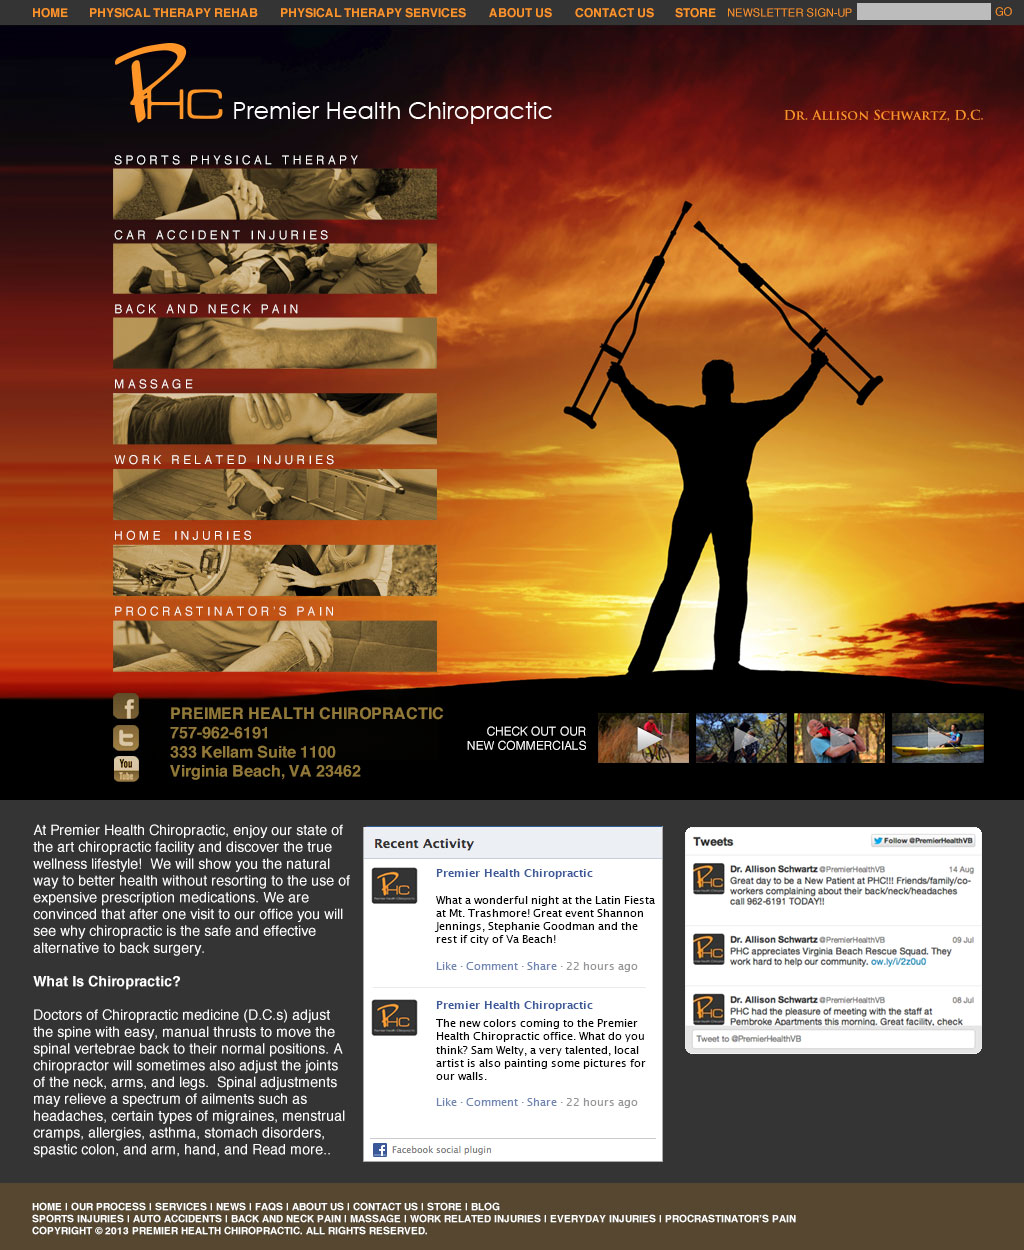 HOME PHYSICAL THERAPY REHAB PHYSICAL THERAPY SERVICES ABOUT US CONTACT US STORE NEWSLETTER SIGN-UP GO
PHC Premier Health Chiropractic
DR. ALLISON SCHWARTZ, D.C.
SPORTS PHYSICAL THERAPY
CAR ACCIDENT INJURIES
BACK AND NECK PAIN
MASSAGE
WORK RELATED INJURIES
HOME INJURIES
PROCRASTINATOR'S PAIN
f
t
You Tube
PREIMER HEALTH CHIROPRACTIC
757-962-6191
333 Kellam Suite 1100
Virginia Beach, VA 23462
CHECK OUT OUR
NEW COMMERCIALS
At Premier Health Chiropractic, enjoy our state of
the art chiropractic facility and discover the true
wellness lifestyle! We will show you the natural
way to better health without resorting to the use of
expensive prescription medications. We are
convinced that after one visit to our office you will
see why chiropractic is the safe and effective
alternative to back surgery.
What Is Chiropractic?
Doctors of Chiropractic medicine (D.C.s) adjust
the spine with easy, manual thrusts to move the
spinal vertebrae back to their normal positions. A
chiropractor will sometimes also adjust the joints
of the neck, arms, and legs. Spinal adjustments
may relieve a spectrum of ailments such as
headaches, certain types of migraines, menstrual
cramps, allergies, asthma, stomach disorders,
spastic colon, and arm, hand, and Read more..
Recent Activity
PHC
Premier Health Chiropractic
What a wonderful night at the Latin Fiesta
at Mt. Trashmore! Great event Shannon
Jennings, Stephanie Goodman and the
rest if city of Va Beach!
Like · Comment · Share · 22 hours ago
PHC
Premier Health Chiropractic
The new colors coming to the Premier
Health Chiropractic office. What do you
think? Sam Welty, a very talented, local
artist is also painting some pictures for
our walls.
Like · Comment · Share · 22 hours ago
f Facebook social plugin
Tweets Follow @PremierHealthVB
PHC
Dr. Allison Schwartz @PremierHealthVB 14 Aug
Great day to be a New Patient at PHC!!! Friends/family/co-
workers complaining about their back/neck/headaches
call 962-6191 TODAY!!
PHC
Dr. Allison Schwartz @PremierHealthVB 09 Jul
PHC appreciates Virginia Beach Rescue Squad. They
work hard to help our community. ow.ly/i/2z0u0
PHC
Dr. Allison Schwartz @PremierHealthVB 08 Jul
PHC had the pleasure of meeting with the staff at
Pembroke Apartments this morning. Great facility, check
Tweet to @PremierHealthVB
HOME I OUR PROCESS I SERVICES I NEWS I FAQS I ABOUT US I CONTACT US I STORE I BLOG
SPORTS INJURIES I AUTO ACCIDENTS I BACK AND NECK PAIN I MASSAGE I WORK RELATED INJURIES I EVERYDAY INJURIES I PROCRASTINATOR'S PAIN
COPYRIGHT © 2013 PREMIER HEALTH CHIROPRACTIC. ALL RIGHTS RESERVED.